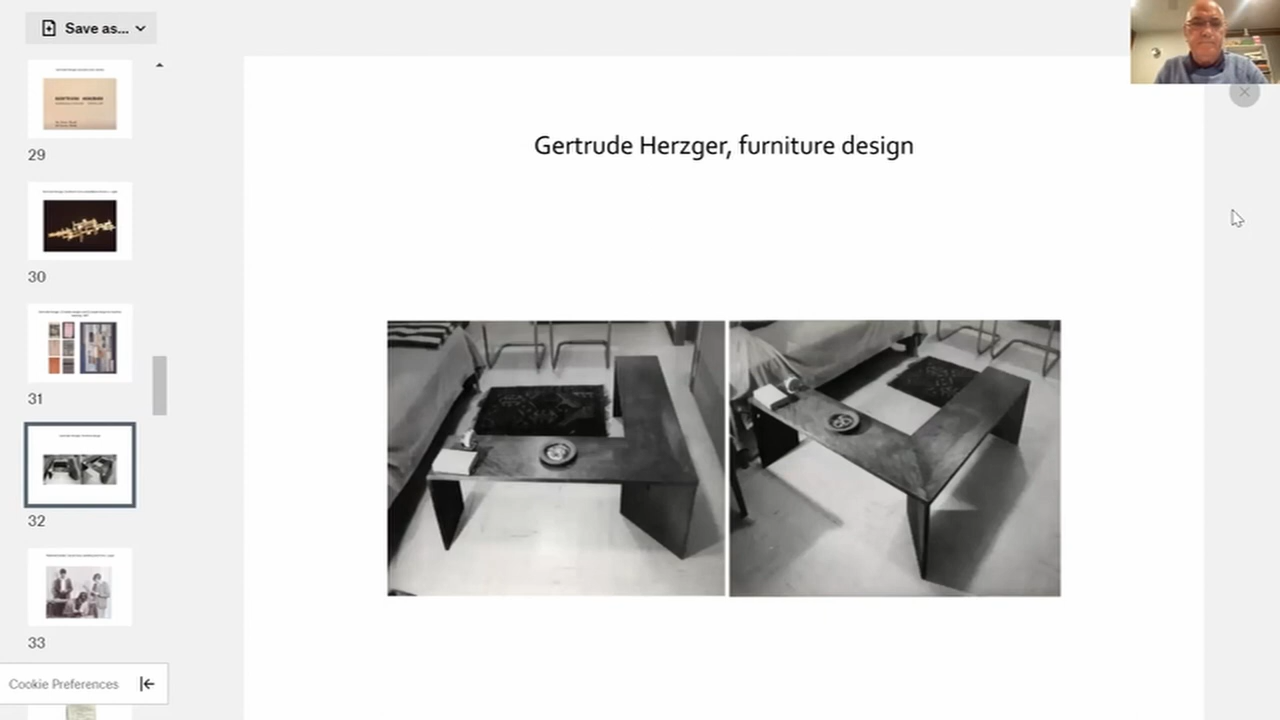 Save as...
29
30
31
32
33
Cookie Preferences
Gertrude Herzger, furniture design